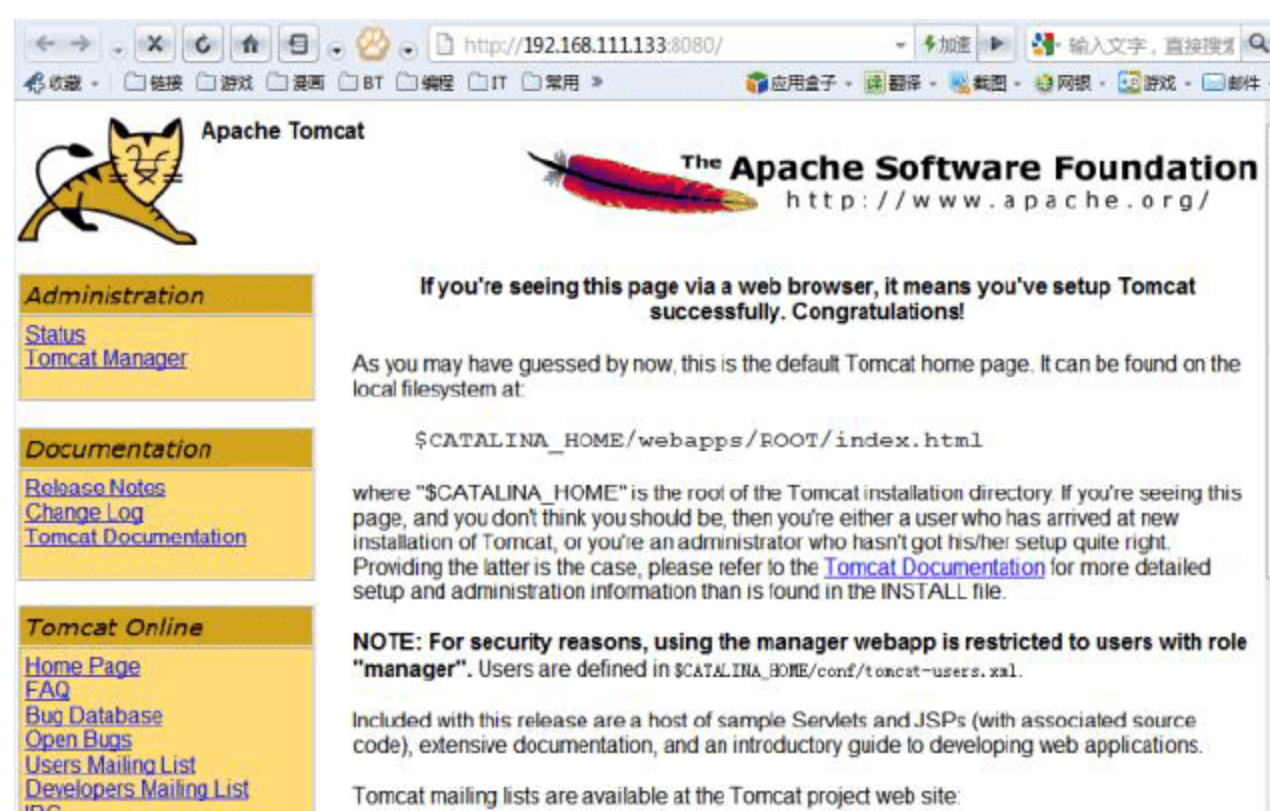 http://192.168.111.133:8080/
加速
输入文字，直接搜
收藏 链接 游戏 漫画 BT 编程 IT 常用 » 应用盒子 译 翻译 截图 网银 游戏 邮件
Apache Tomcat
The Apache Software Foundation
http://www.apache.org/
Administration
Status
Tomcat Manager
Documentation
Release Notes
Change Log
Tomcat Documentation
Tomcat Online
Home Page
FAQ
Bug Database
Open Bugs
Users Mailing List
Developers Mailing List
IRC
If you're seeing this page via a web browser, it means you've setup Tomcat
successfully. Congratulations!
As you may have guessed by now, this is the default Tomcat home page. It can be found on the
local filesystem at:
$CATALINA_HOME/webapps/ROOT/index.html
where "$CATALINA_HOME" is the root of the Tomcat installation directory. If you're seeing this
page, and you don't think you should be, then you're either a user who has arrived at new
installation of Tomcat, or you're an administrator who hasn't got his/her setup quite right.
Providing the latter is the case, please refer to the Tomcat Documentation for more detailed
setup and administration information than is found in the INSTALL file.
NOTE: For security reasons, using the manager webapp is restricted to users with role
"manager". Users are defined in $CATALINA_HOME/conf/tomcat-users.xml.
Included with this release are a host of sample Servlets and JSPs (with associated source
code), extensive documentation, and an introductory guide to developing web applications.
Tomcat mailing lists are available at the Tomcat project web site: